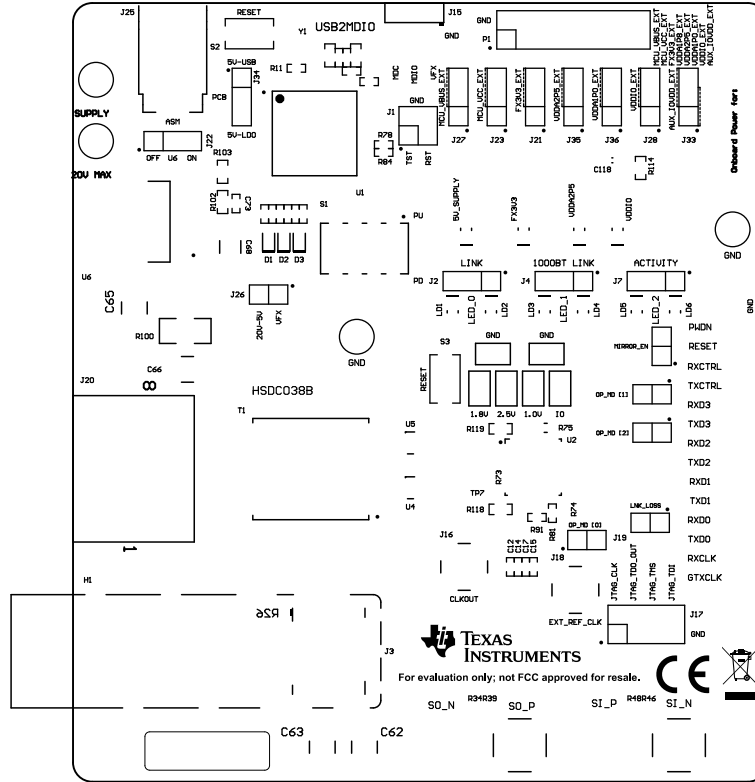 J25
RESET
S2
Y1
USB2MDIO
J15
GND
GND
P1
MCU_VBUS_EXT
MCU_VCC_EXT
FX3V3_EXT
VDDA1P8_EXT
VDDA2P5_EXT
VDDA1P0_EXT
VDDIO_EXT
AUX_IOVDD_EXT
5V-USB
J34
PCB
5V-LDO
R11
MDC
MDIO
VFX
SUPPLY
20V MAX
ASM
J22
OFF U6 ON
R103
R102
C73
C68
GND
J1
TST
RST
R78
R84
MCU_VBUS_EXT
J27
MCU_VCC_EXT
J23
FX3V3_EXT
J21
VDDA2P5_EXT
J35
VDDA1P0_EXT
J36
VDDIO_EXT
J28
AUX_IOVDD_EXT
J33
Onboard Power for:
C118
R114
U1
S1
PU
PD
D1 D2 D3
5V_SUPPLY
FX3V3
VDDA2P5
VDDIO
GND
GND
LINK
J2
1000BT LINK
J4
ACTIVITY
J7
LD1
LED_0
LD2
LD3
LED_1
LD4
LD5
LED_2
LD6
U6
C65
R100
J26
20V-5V
VFX
GND
J20
C66
8
HSDC038B
T1
S3
RESET
GND
GND
1.8V
2.5V
1.0V
IO
MIRROR_EN
OP_MD [1]
OP_MD [2]
PWDN
RESET
RXCTRL
TXCTRL
RXD3
TXD3
RXD2
TXD2
RXD1
TXD1
RXD0
TXD0
RXCLK
GTXCLK
U5
U4
R119
R75
U2
R73
TP7
R118
R91
R81
R74
LNK_LOSS
J19
OP_MD [0]
J18
J16
CLKOUT
C12
C14
C17
C15
EXT_REF_CLK
JTAG_CLK
JTAG_TDO_OUT
JTAG_TMS
JTAG_TDI
J17
GND
1
H1
R26
J3
TEXAS
INSTRUMENTS
For evaluation only; not FCC approved for resale.
CE
SO_N
R34R39
SO_P
SI_P
R48R46
SI_N
C63
C62